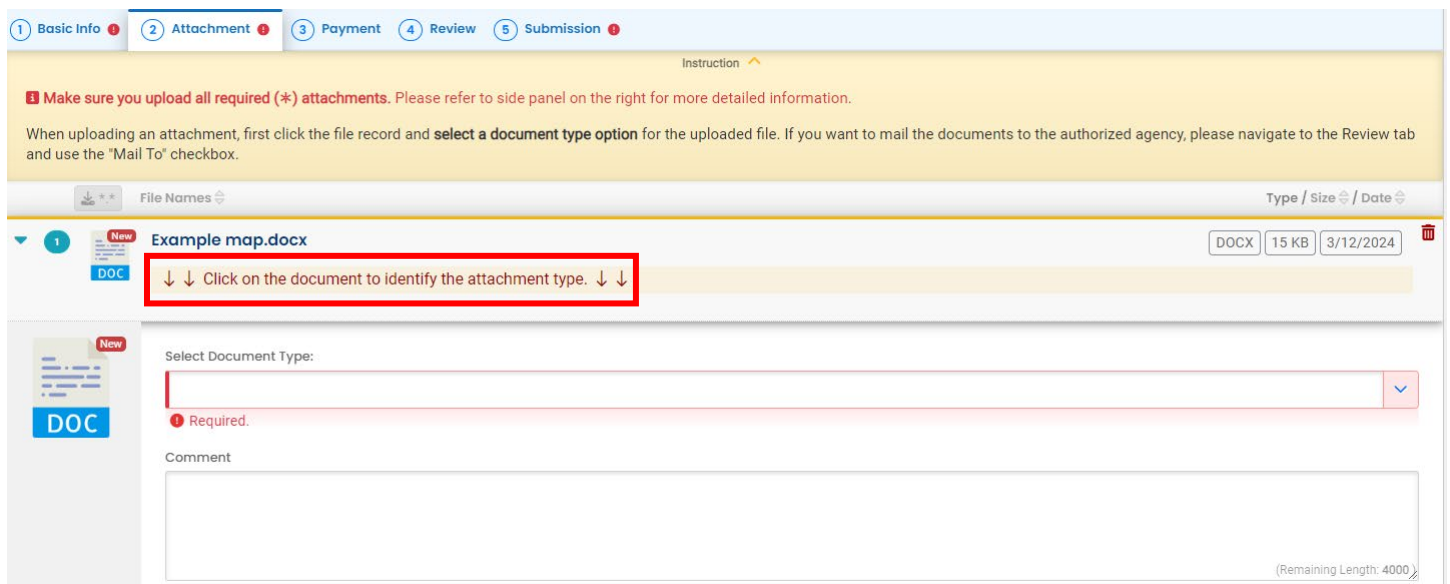 1 Basic Info 2 Attachment 3 Payment 4 Review 5 Submission
Instruction
Make sure you upload all required (*) attachments. Please refer to side panel on the right for more detailed information.
When uploading an attachment, first click the file record and select a document type option for the uploaded file. If you want to mail the documents to the authorized agency, please navigate to the Review tab
and use the "Mail To" checkbox.
*.* File Names Type / Size / Date
1 New DOC Example map.docx DOCX 15 KB 3/12/2024
↓ ↓ Click on the document to identify the attachment type. ↓ ↓
New
DOC
Select Document Type:
Required.
Comment
(Remaining Length: 4000)